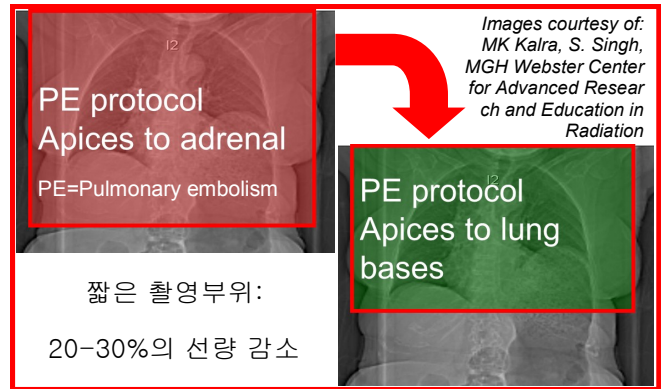 I2
PE protocol
Apices to adrenal
PE=Pulmonary embolism
Images courtesy of:
MK Kalra, S. Singh,
MGH Webster Center
for Advanced Resear
ch and Education in
Radiation
I2
PE protocol
Apices to lung
bases
짧은 촬영부위:
20-30%의 선량 감소